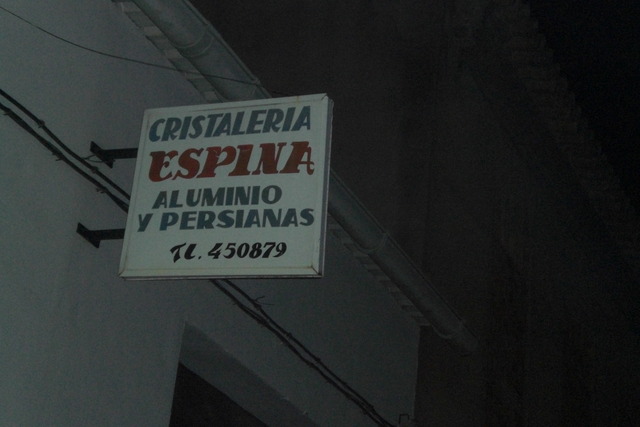 CRISTALERIA
ESPINA
ALUMINIO
Y PERSIANAS
TL. 450879